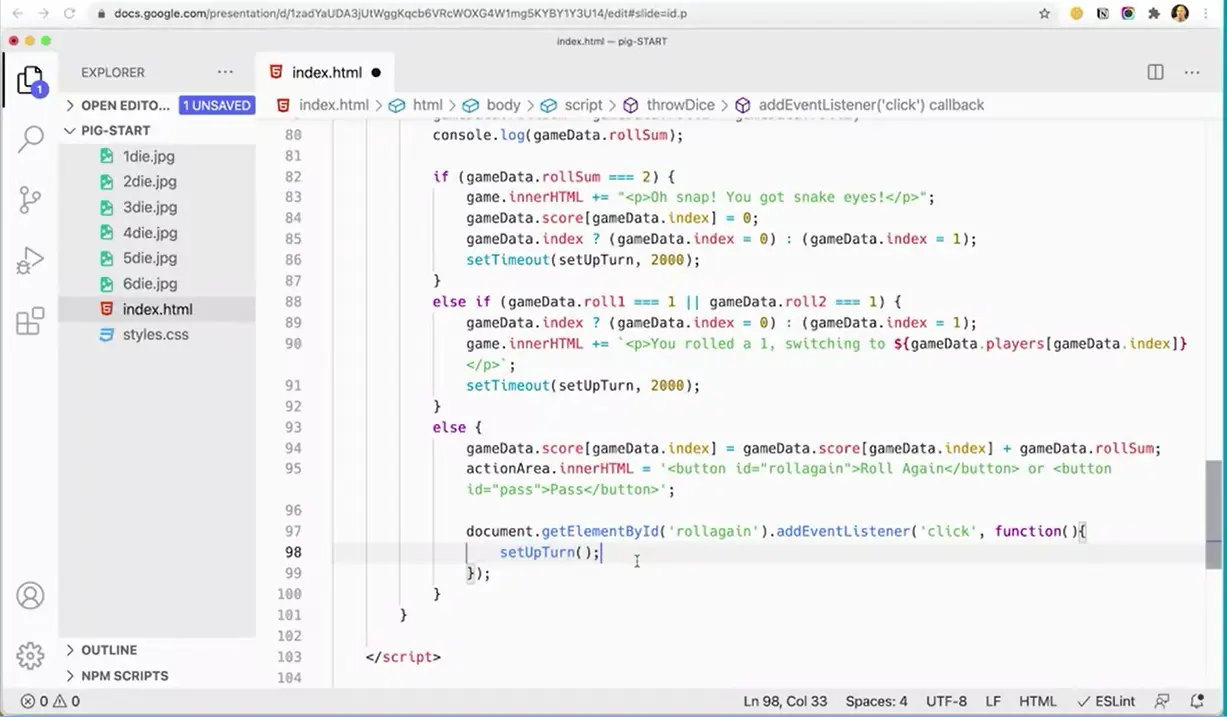 docs.google.com/presentation/d/1zadYaUDA3jUtWggKqcb6VRcWOXG4W1mg5KYBY1Y3U14/edit#slide=id.p
index.html — pig-START
EXPLORER
index.html
OPEN EDITO... 1 UNSAVED
index.html > html > body > script > throwDice > addEventListener('click') callback
PIG-START
1die.jpg
2die.jpg
3die.jpg
4die.jpg
5die.jpg
6die.jpg
index.html
styles.css
OUTLINE
NPM SCRIPTS
1
80 console.log(gameData.rollSum);
81
82 if (gameData.rollSum === 2) {
83 game.innerHTML += "<p>Oh snap! You got snake eyes!</p>";
84 gameData.score[gameData.index] = 0;
85 gameData.index ? (gameData.index = 0) : (gameData.index = 1);
86 setTimeout(setUpTurn, 2000);
87 }
88 else if (gameData.roll1 === 1 || gameData.roll2 === 1) {
89 gameData.index ? (gameData.index = 0) : (gameData.index = 1);
90 game.innerHTML += `<p>You rolled a 1, switching to ${gameData.players[gameData.index]}
</p>`;
91 setTimeout(setUpTurn, 2000);
92 }
93 else {
94 gameData.score[gameData.index] = gameData.score[gameData.index] + gameData.rollSum;
95 actionArea.innerHTML = '<button id="rollagain">Roll Again</button> or <button
id="pass">Pass</button>';
96
97 document.getElementById('rollagain').addEventListener('click', function(){
98 setUpTurn();
99 });
100 }
101 }
102
103 </script>
104
0 0
Ln 98, Col 33 Spaces: 4 UTF-8 LF HTML ESLint